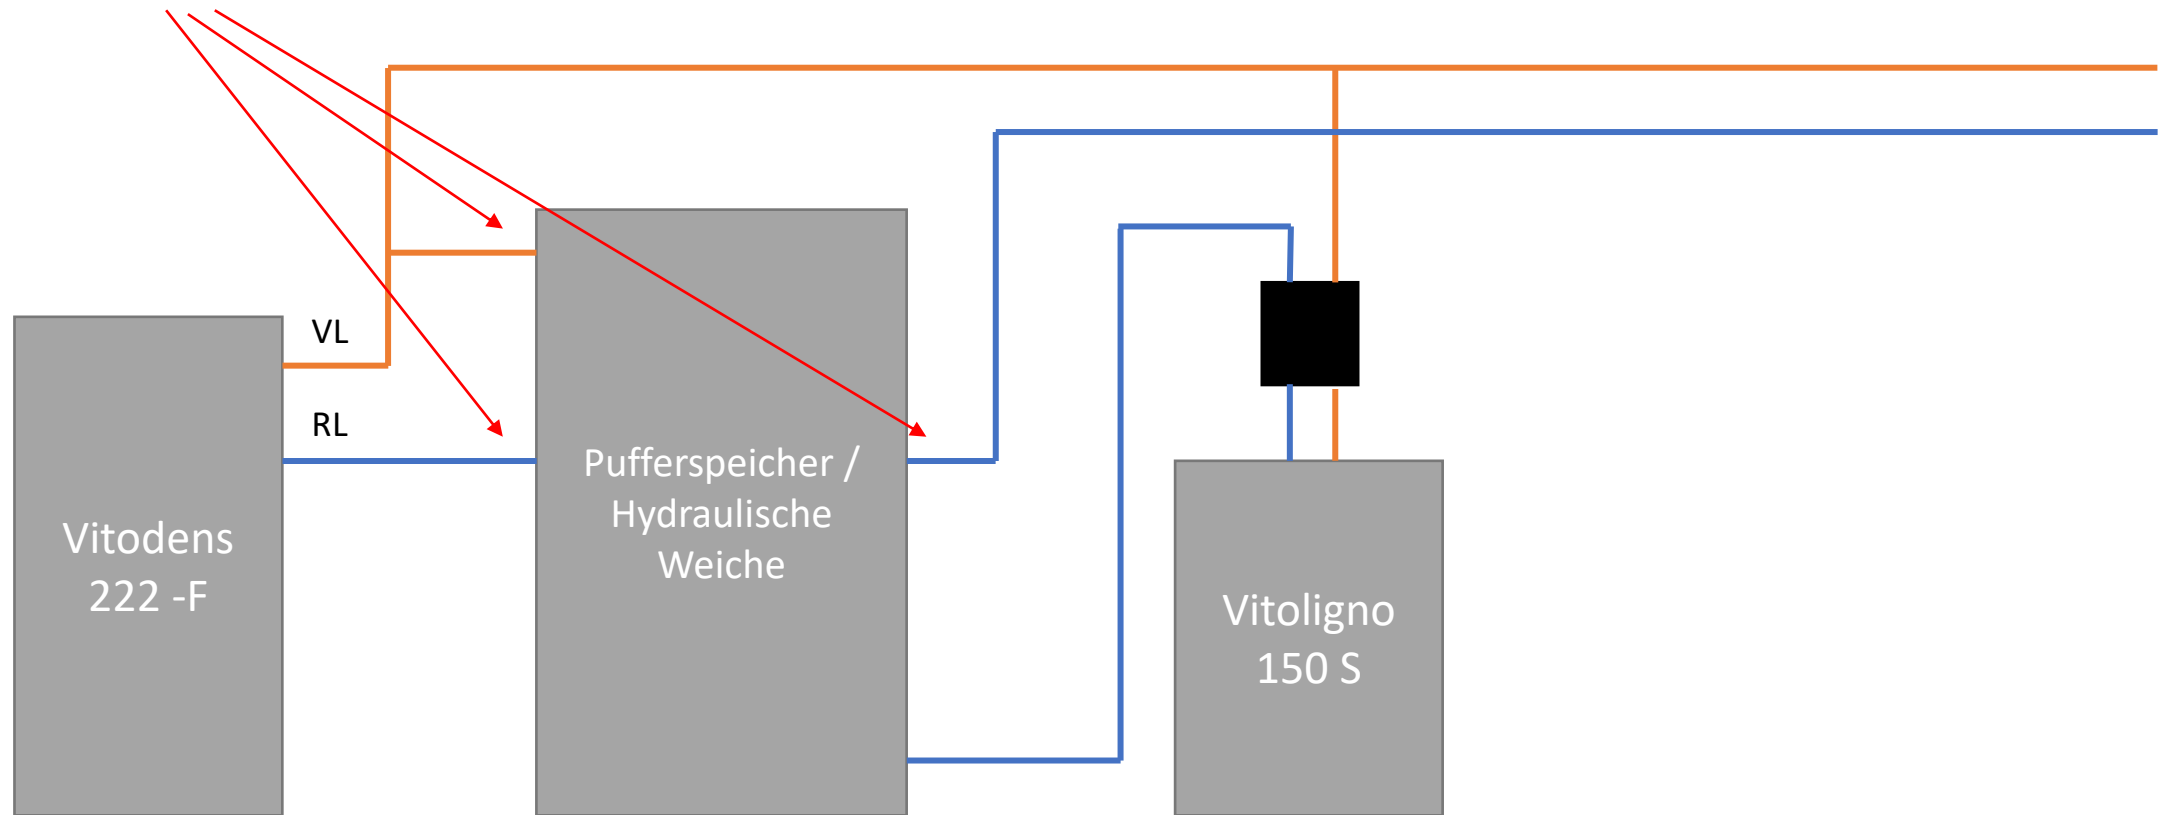 VL
RL
Vitodens
222 -F
Pufferspeicher /
Hydraulische
Weiche
Vitoligno
150 S